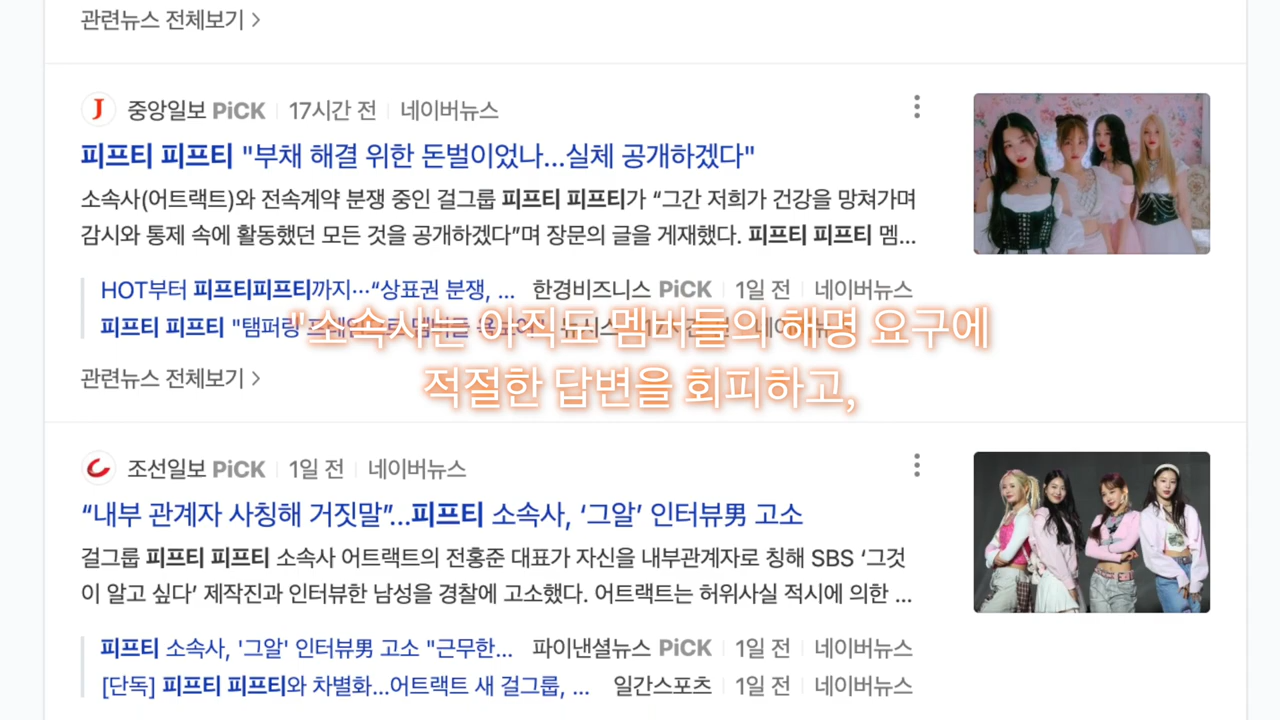 관련뉴스 전체보기 >
J 중앙일보 PiCK 17시간 전 네이버뉴스
피프티 피프티 "부채 해결 위한 돈벌이었나...실체 공개하겠다"
소속사(어트랙트)와 전속계약 분쟁 중인 걸그룹 피프티 피프티가 “그간 저희가 건강을 망쳐가며
감시와 통제 속에 활동했던 모든 것을 공개하겠다”며 장문의 글을 게재했다. 피프티 피프티 멤...
HOT부터 피프티피프티까지…“상표권 분쟁, ... 한경비즈니스 PiCK 1일 전 네이버뉴스
피프티 피프티 "탬퍼링
"소속사는 아직도 멤버들의 해명 요구에
적절한 답변을 회피하고,
관련뉴스 전체보기 >
조선일보 PiCK 1일 전 네이버뉴스
“내부 관계자 사칭해 거짓말”...피프티 소속사, ‘그알’ 인터뷰男 고소
걸그룹 피프티 피프티 소속사 어트랙트의 전홍준 대표가 자신을 내부관계자로 칭해 SBS ‘그것
이 알고 싶다’ 제작진과 인터뷰한 남성을 경찰에 고소했다. 어트랙트는 허위사실 적시에 의한 ...
피프티 소속사, '그알' 인터뷰男 고소 "근무한... 파이낸셜뉴스 PiCK 1일 전 네이버뉴스
[단독] 피프티 피프티와 차별화...어트랙트 새 걸그룹, ... 일간스포츠 1일 전 네이버뉴스